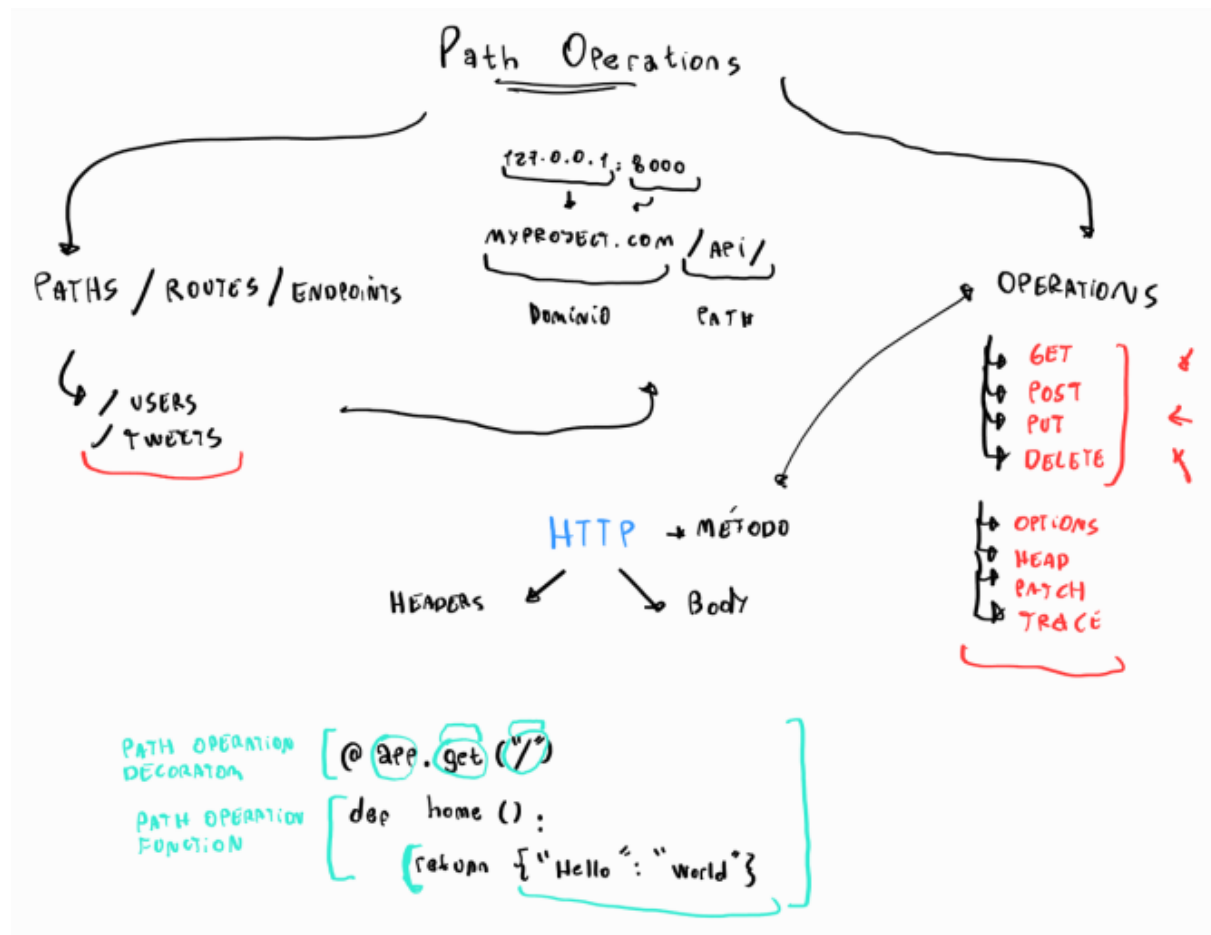 Path Operations
127.0.0.1:8000
MYPROJECT.COM /API/
DOMINIO PATH
PATHS / ROUTES / ENDPOINTS
/ USERS
/ TWEETS
OPERATIONS
GET
POST
PUT
DELETE
OPTIONS
HEAD
PATCH
TRACE
HTTP → MÉTODO
HEADERS
BODY
PATH OPERATION
DECORATOR
@app.get("/")
PATH OPERATION
FUNCTION
def home():
return {"Hello": "World"}